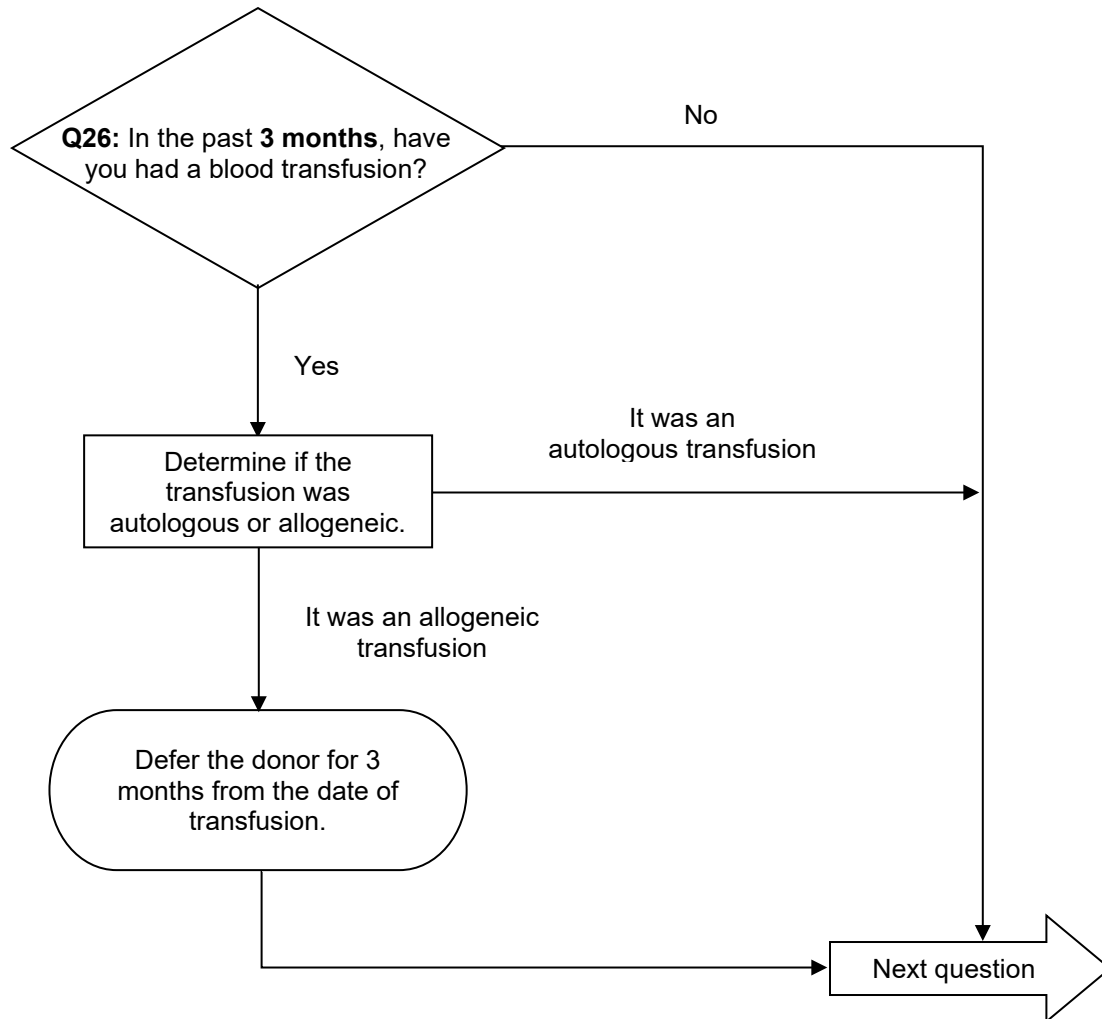 Q26: In the past 3 months, have
you had a blood transfusion?
No
Yes
Determine if the
transfusion was
autologous or allogeneic.
It was an
autologous transfusion
It was an allogeneic
transfusion
Defer the donor for 3
months from the date of
transfusion.
Next question